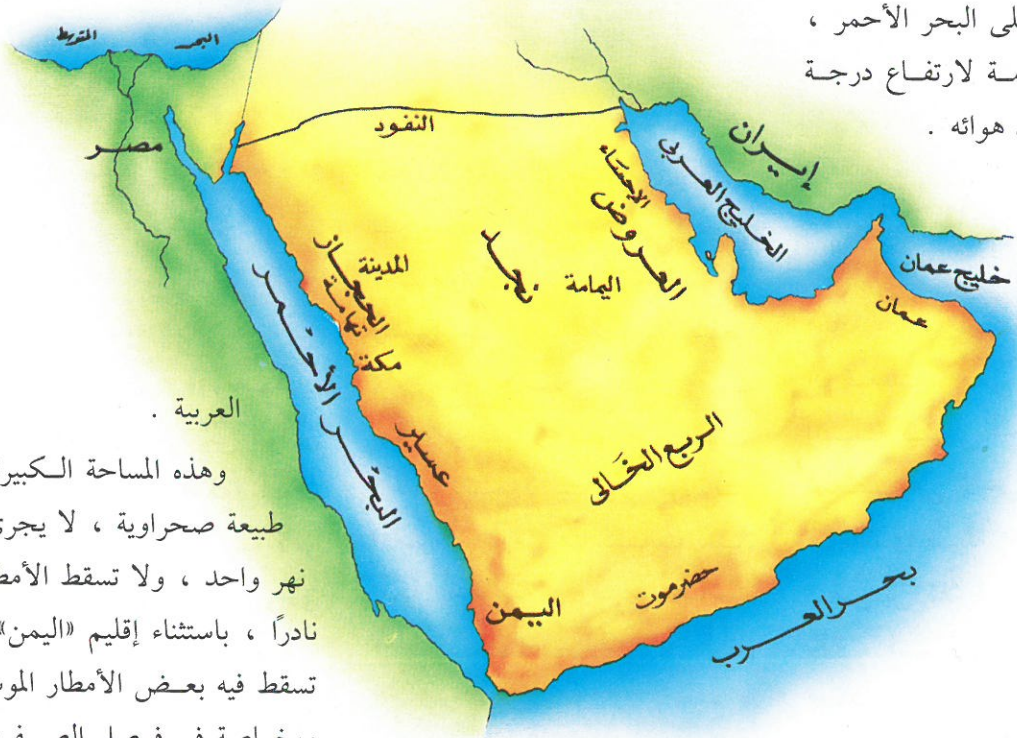 لى البحر الأحمر ،
مة لارتفاع درجة
هوائه .
البحر المتوسط
مصر
النفود
إيران
الإحساء
العروض
الخليج العربي
خليج عمان
عمان
المدينة
الحجاز
تهامة
مكة
نجد
اليمامة
البحر الأحمر
عسير
الربع الخالى
العربية .
وهذه المساحة الكبير
طبيعة صحراوية ، لا يجرى
نهر واحد ، ولا تسقط الأمط
نادرًا ، باستثناء إقليم «اليمن»
تسقط فيه بعض الأمطار
اليمن
حضرموت
بحر العرب